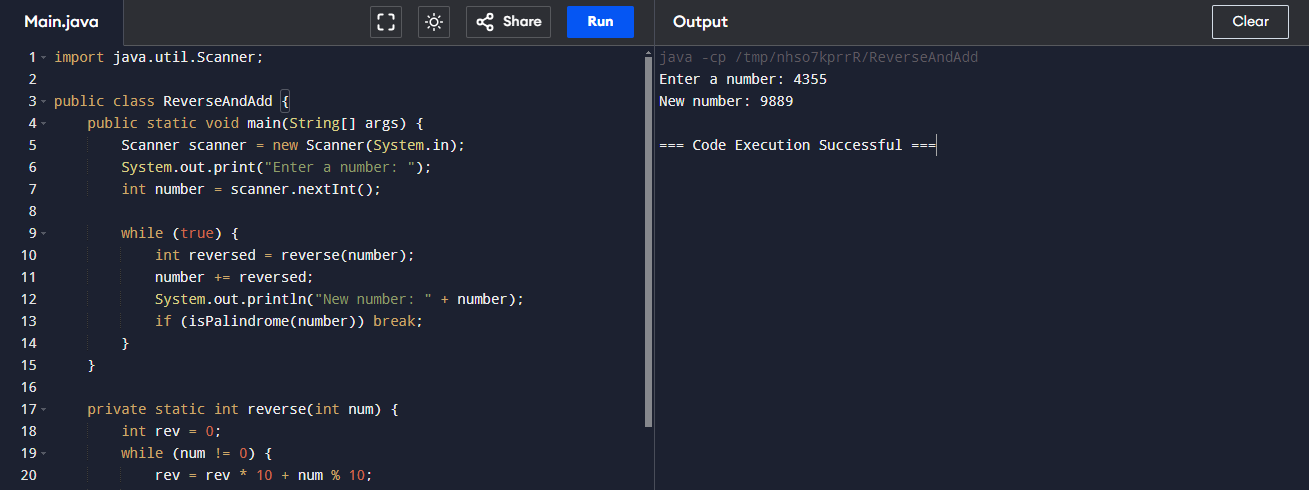 Main.java
Share
Run
Output
Clear
1 import java.util.Scanner;
2
3 public class ReverseAndAdd {
4 public static void main(String[] args) {
5 Scanner scanner = new Scanner(System.in);
6 System.out.print("Enter a number: ");
7 int number = scanner.nextInt();
8
9 while (true) {
10 int reversed = reverse(number);
11 number += reversed;
12 System.out.println("New number: " + number);
13 if (isPalindrome(number)) break;
14 }
15 }
16
17 private static int reverse(int num) {
18 int rev = 0;
19 while (num != 0) {
20 rev = rev * 10 + num % 10;
java -cp /tmp/nhso7kprrR/ReverseAndAdd
Enter a number: 4355
New number: 9889
=== Code Execution Successful ===